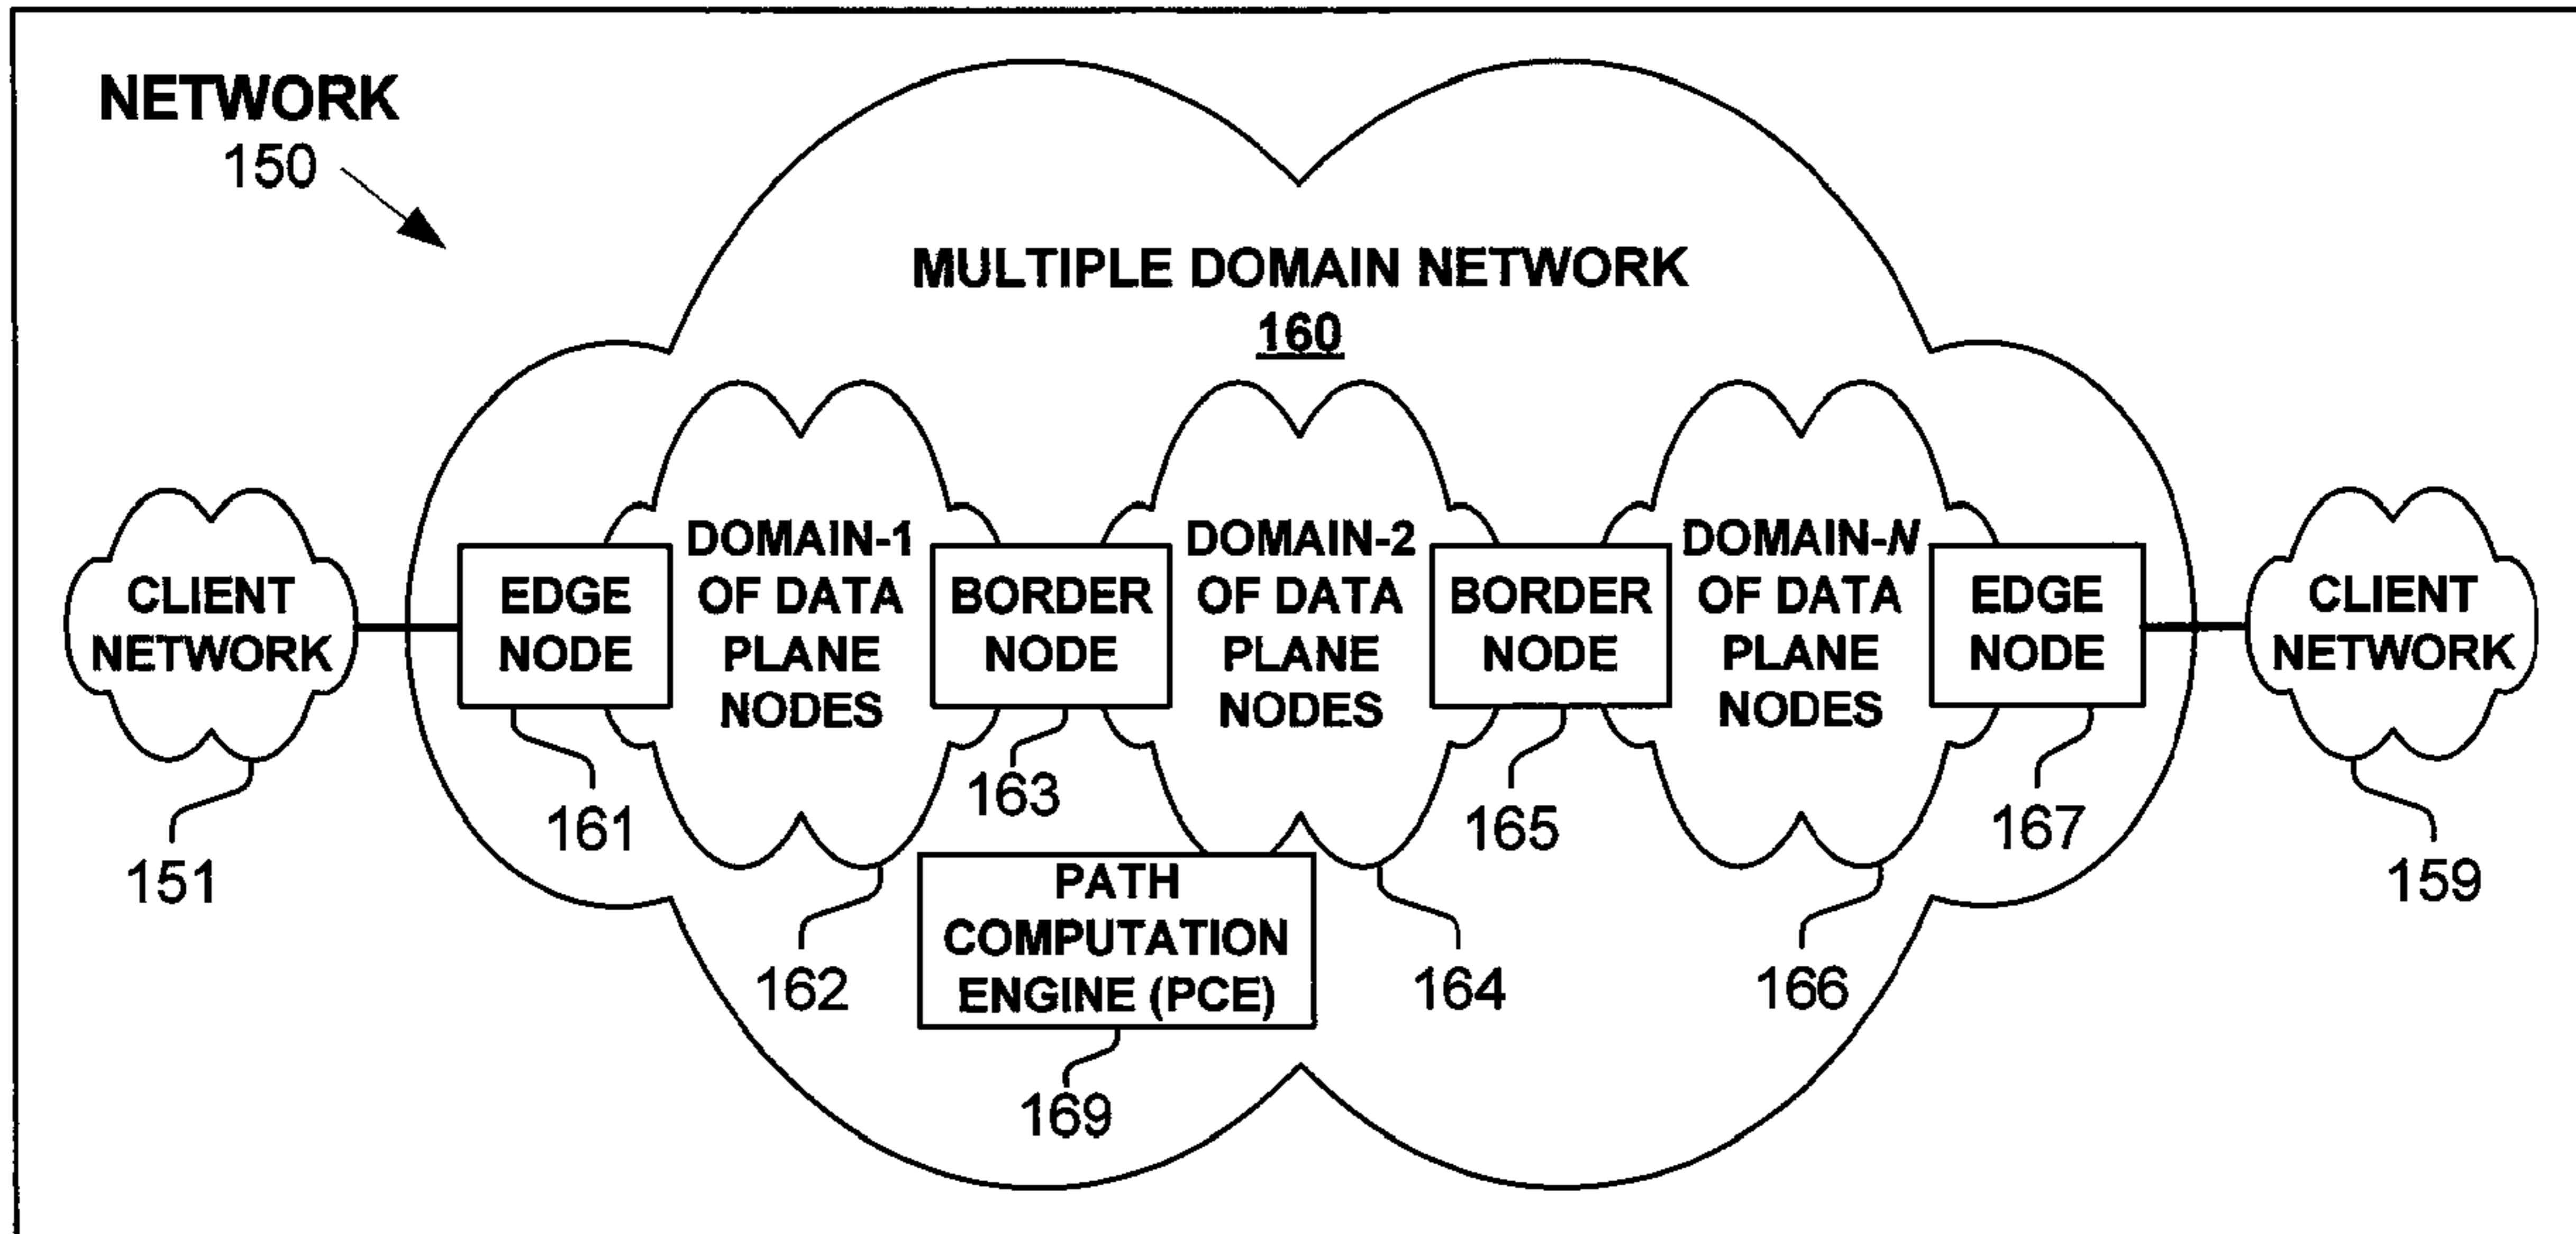 NETWORK
150
MULTIPLE DOMAIN NETWORK
160
CLIENT
NETWORK
151
EDGE
NODE
161
DOMAIN-1
OF DATA
PLANE
NODES
162
BORDER
NODE
163
DOMAIN-2
OF DATA
PLANE
NODES
164
BORDER
NODE
165
DOMAIN-N
OF DATA
PLANE
NODES
166
EDGE
NODE
167
CLIENT
NETWORK
159
PATH
COMPUTATION
ENGINE (PCE)
169